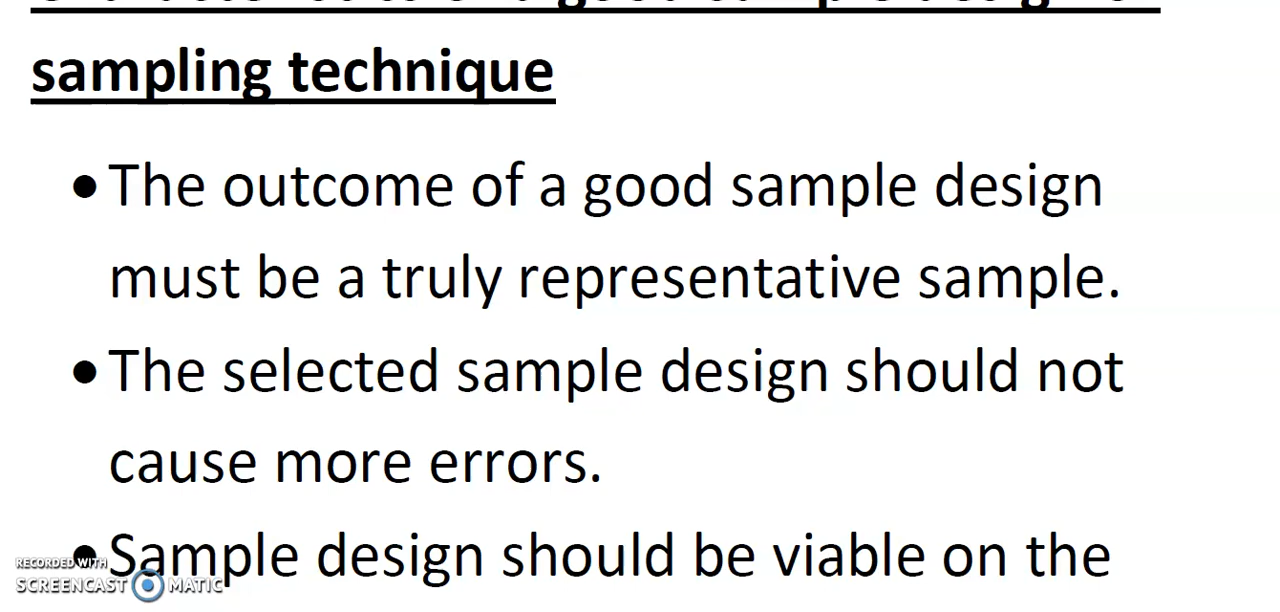 sampling technique
• The outcome of a good sample design
must be a truly representative sample.
• The selected sample design should not
cause more errors.
• Sample design should be viable on the
RECORDED WITH
SCREENCAST MATIC